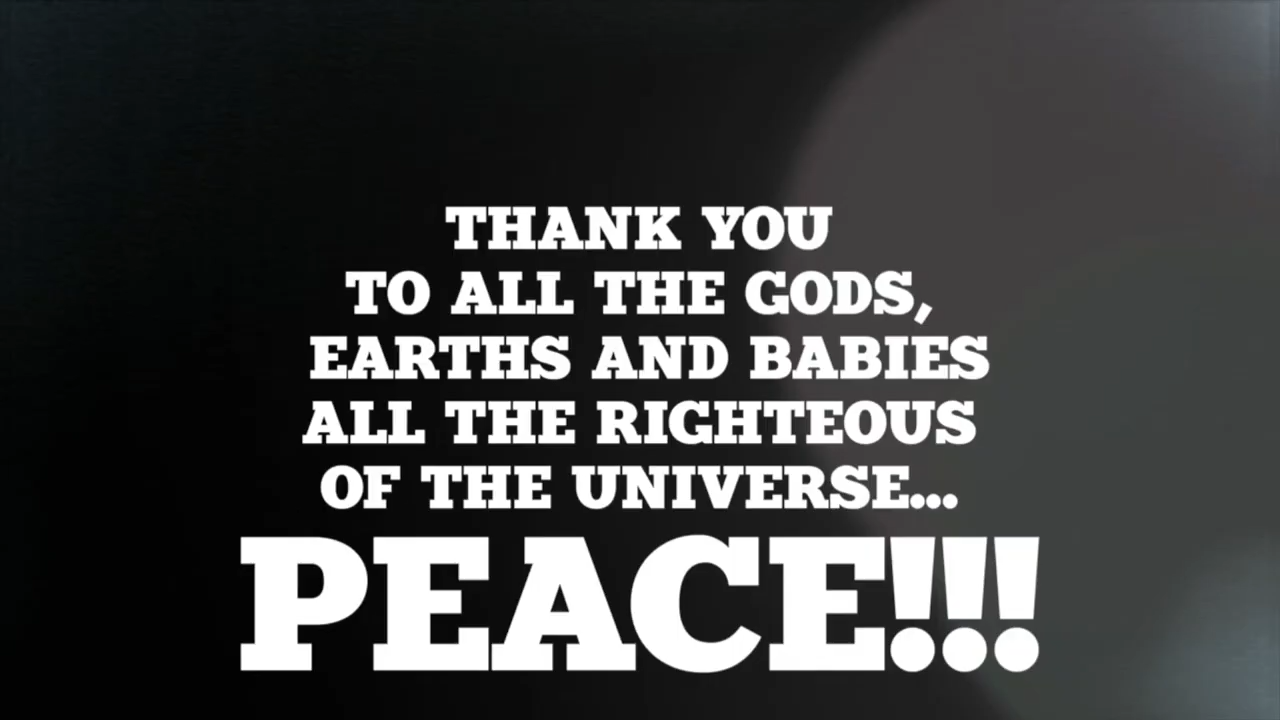 THANK YOU
TO ALL THE GODS,
EARTHS AND BABIES
ALL THE RIGHTEOUS
OF THE UNIVERSE...
PEACE!!!